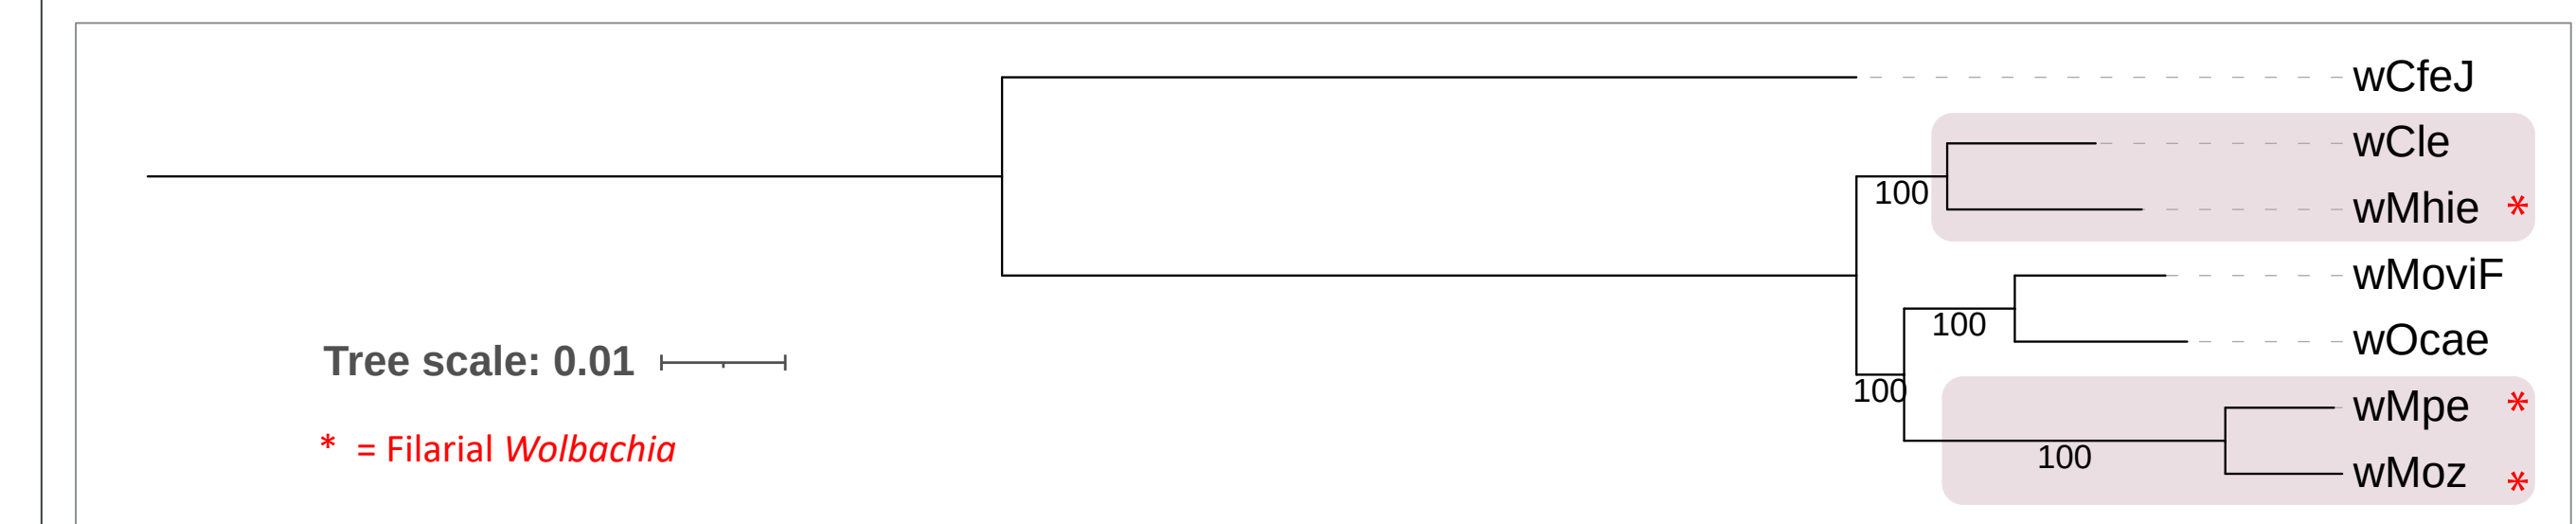 wCfeJ
wCle
100
wMhie *
wMoviF
100
wOcae
Tree scale: 0.01
100
wMpe *
* = Filarial Wolbachia
100
wMoz *